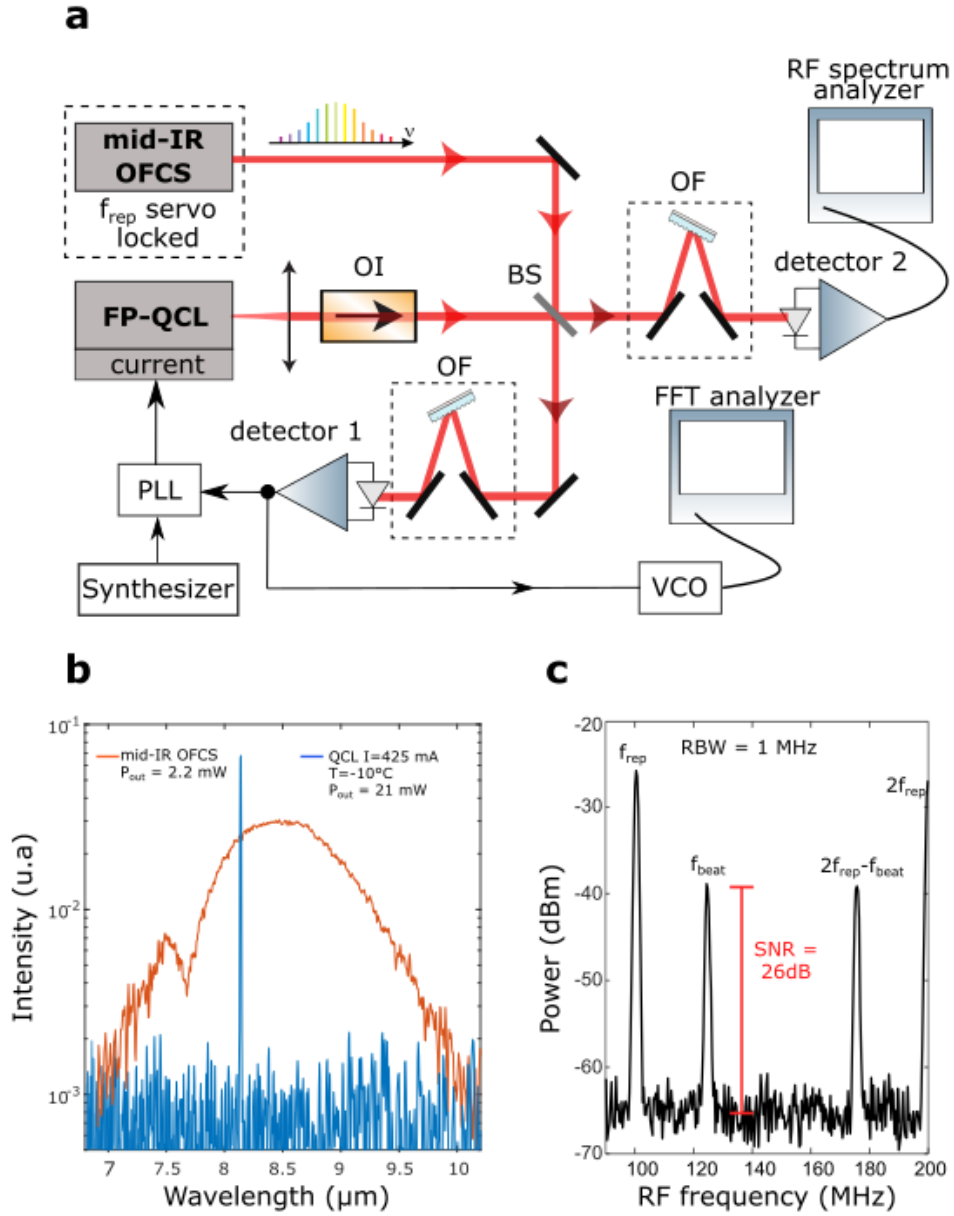 a
RF spectrum
analyzer
mid-IR
OFCS
f_rep servo
locked
ν
OF
detector 2
OI
BS
FP-QCL
current
OF
FFT analyzer
detector 1
PLL
Synthesizer
VCO
b
c
10^-1
10^-2
10^-3
Intensity (u.a)
mid-IR OFCS
P_out = 2.2 mW
QCL I=425 mA
T=-10°C
P_out = 21 mW
7 7.5 8 8.5 9 9.5 10
Wavelength (μm)
-20
-30
-40
-50
-60
-70
Power (dBm)
f_rep
RBW = 1 MHz
2f_rep
f_beat
2f_rep-f_beat
SNR =
26dB
100 120 140 160 180 200
RF frequency (MHz)